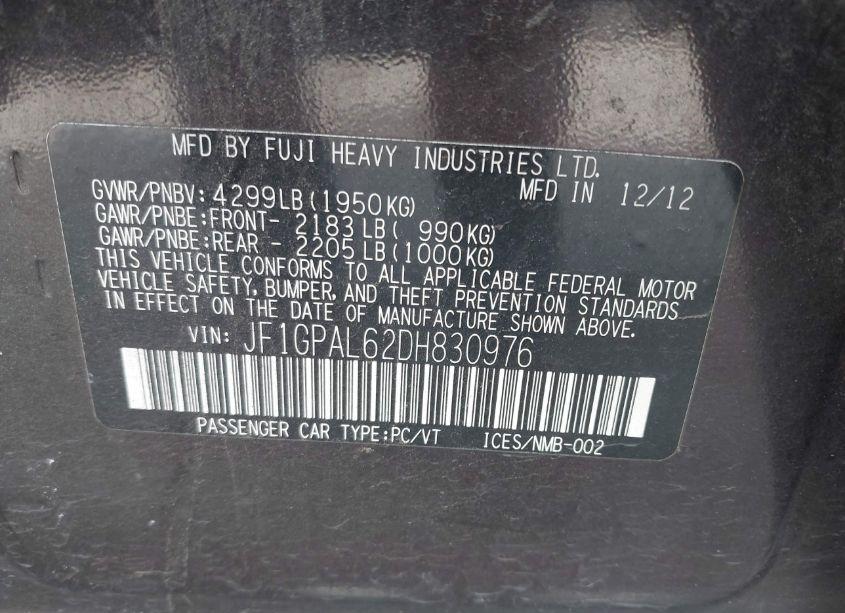 MFD BY FUJI HEAVY INDUSTRIES LTD.
MFD IN 12/12
GVWR/PNBV: 4299LB(1950KG)
GAWR/PNBE:FRONT- 2183LB( 990KG)
GAWR/PNBE:REAR - 2205LB(1000KG)
THIS VEHICLE CONFORMS TO ALL APPLICABLE FEDERAL MOTOR
VEHICLE SAFETY, BUMPER, AND THEFT PREVENTION STANDARDS
IN EFFECT ON THE DATE OF MANUFACTURE SHOWN ABOVE.
VIN: JF1GPAL62DH830976
PASSENGER CAR TYPE:PC/VT ICES/NMB-002